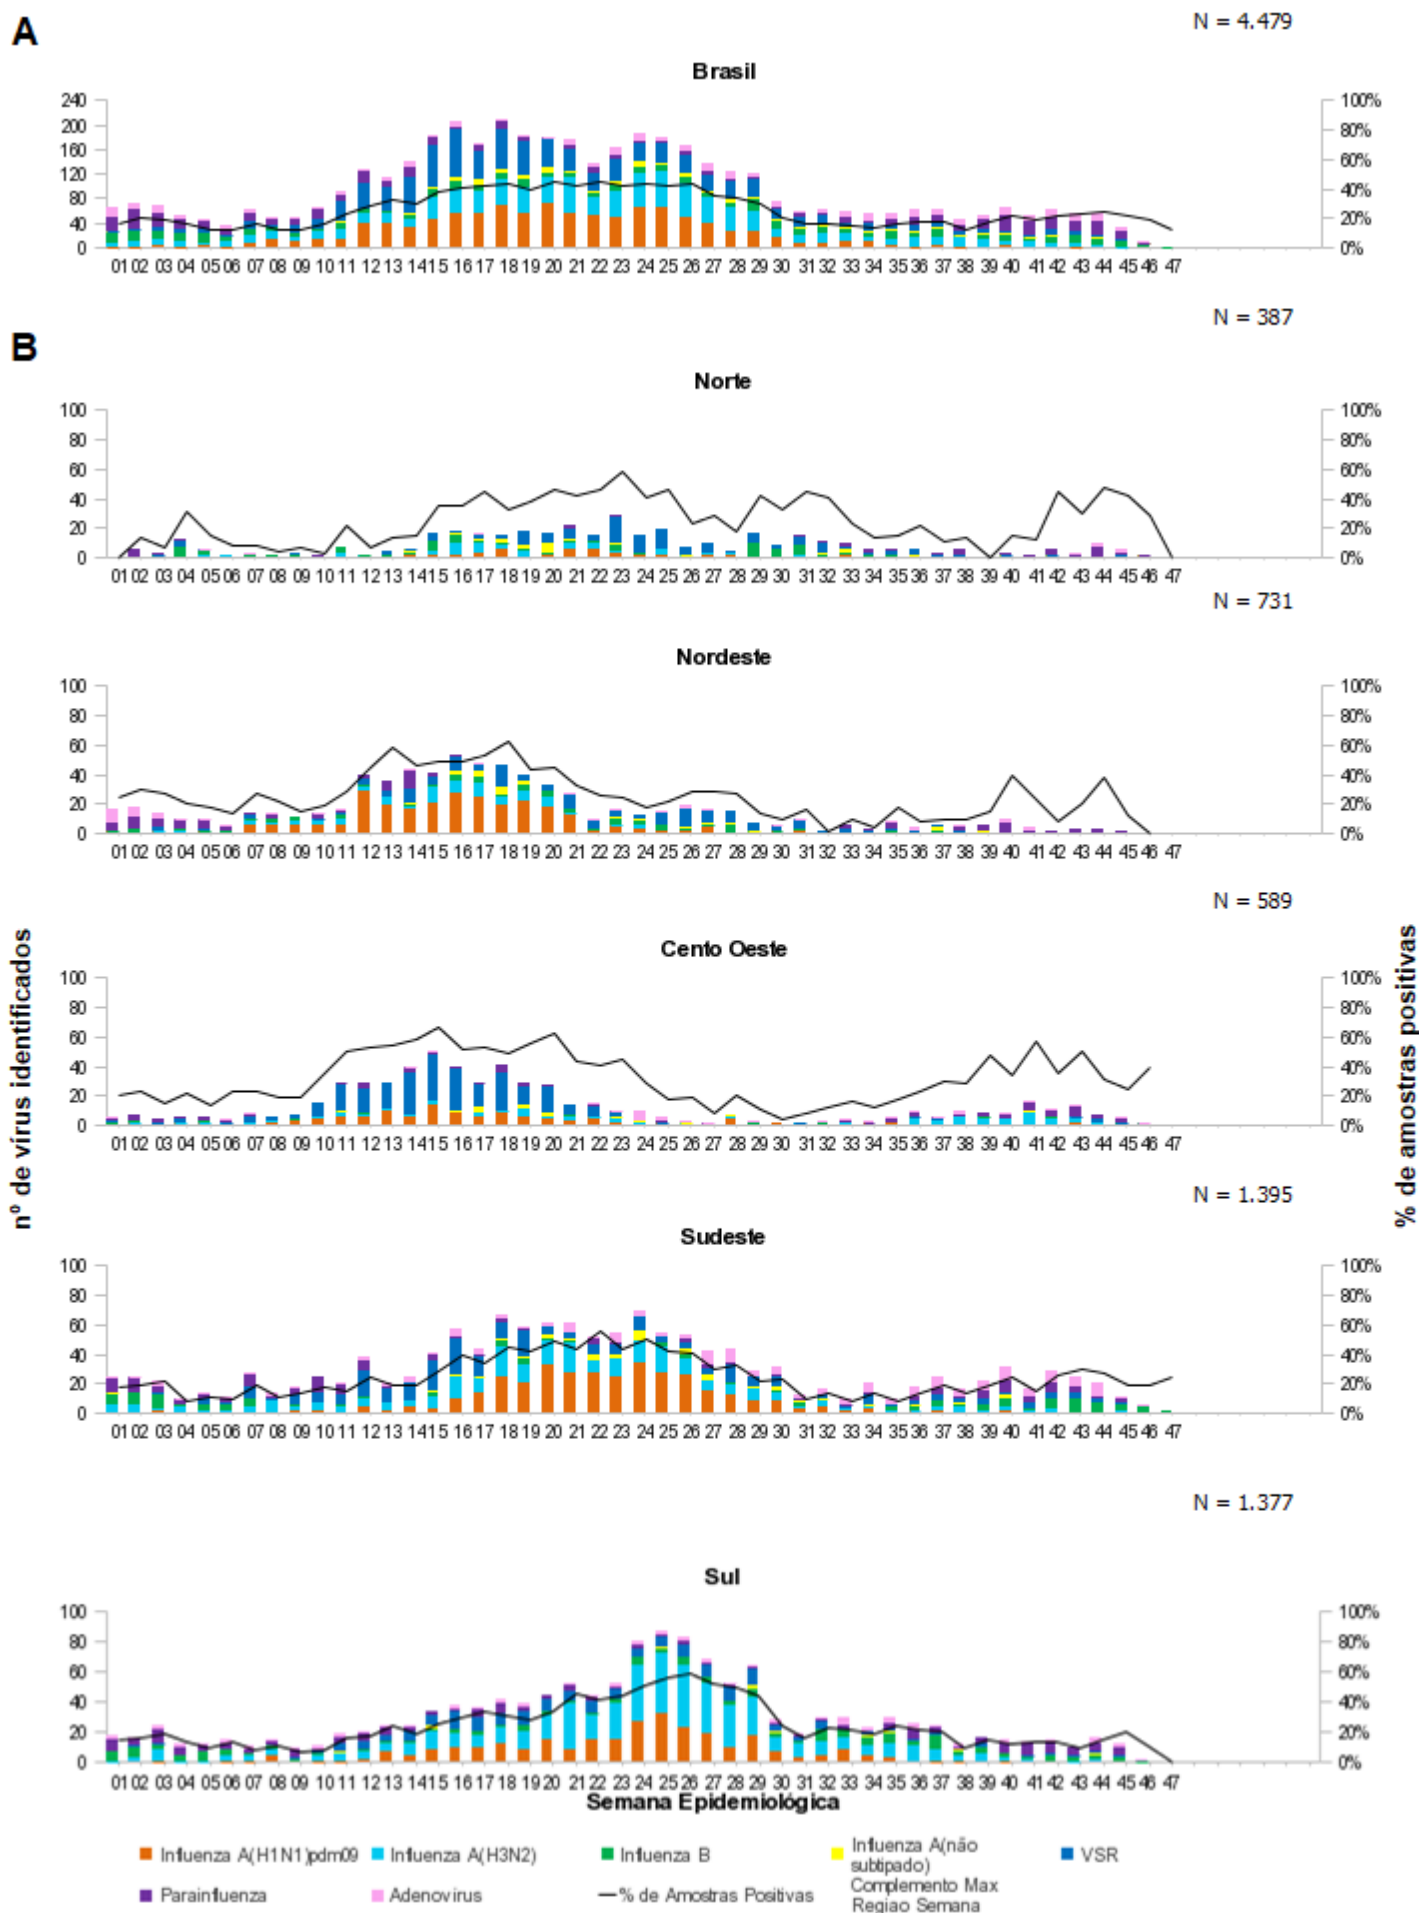 A
N = 4.479
Brasil
240
200
160
120
80
40
0
100%
80%
60%
40%
20%
0%
01 02 03 04 05 06 07 08 09 10 11 12 13 14 15 16 17 18 19 20 21 22 23 24 25 26 27 28 29 30 31 32 33 34 35 36 37 38 39 40 41 42 43 44 45 46 47
N = 387
B
Norte
100
80
60
40
20
0
100%
80%
60%
40%
20%
0%
01 02 03 04 05 06 07 08 09 10 11 12 13 14 15 16 17 18 19 20 21 22 23 24 25 26 27 28 29 30 31 32 33 34 35 36 37 38 39 40 41 42 43 44 45 46 47
N = 731
Nordeste
100
80
60
40
20
0
100%
80%
60%
40%
20%
0%
01 02 03 04 05 06 07 08 09 10 11 12 13 14 15 16 17 18 19 20 21 22 23 24 25 26 27 28 29 30 31 32 33 34 35 36 37 38 39 40 41 42 43 44 45 46 47
N = 589
Cento Oeste
100
80
60
40
20
0
100%
80%
60%
40%
20%
0%
01 02 03 04 05 06 07 08 09 10 11 12 13 14 15 16 17 18 19 20 21 22 23 24 25 26 27 28 29 30 31 32 33 34 35 36 37 38 39 40 41 42 43 44 45 46 47
nº de vírus identificados
% de amostras positivas
N = 1.395
Sudeste
100
80
60
40
20
0
100%
80%
60%
40%
20%
0%
01 02 03 04 05 06 07 08 09 10 11 12 13 14 15 16 17 18 19 20 21 22 23 24 25 26 27 28 29 30 31 32 33 34 35 36 37 38 39 40 41 42 43 44 45 46 47
N = 1.377
Sul
100
80
60
40
20
0
100%
80%
60%
40%
20%
0%
01 02 03 04 05 06 07 08 09 10 11 12 13 14 15 16 17 18 19 20 21 22 23 24 25 26 27 28 29 30 31 32 33 34 35 36 37 38 39 40 41 42 43 44 45 46 47
Semana Epidemiológica
Influenza A(H1N1)pdm09
Influenza A(H3N2)
Influenza B
Influenza A(não
subtipado)
VSR
Parainfluenza
Adenovirus
% de Amostras Positivas
Complemento Max
Regiao Semana